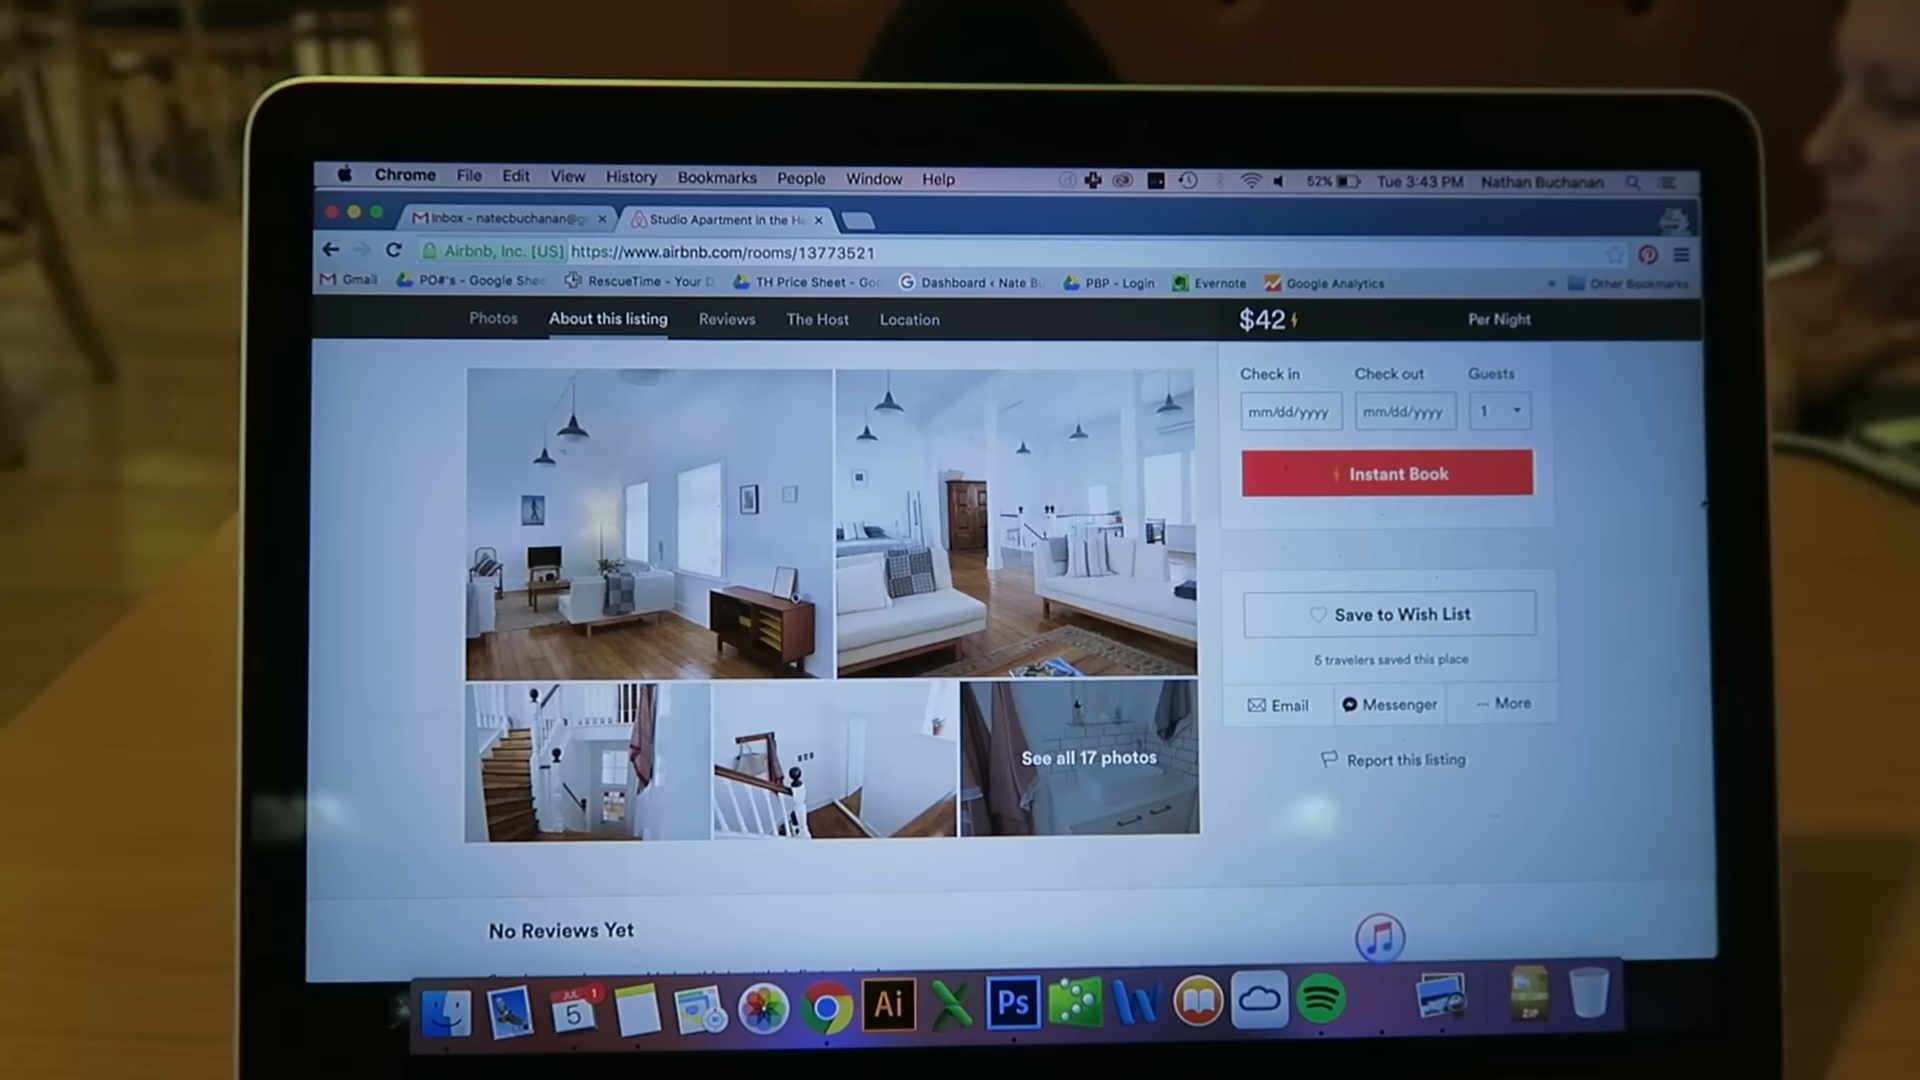 Chrome File Edit View History Bookmarks People Window Help 52% Tue 3:43 PM Nathan Buchanan
Inbox - natecbuchanan@g Studio Apartment in the He
Airbnb, Inc. [US] https://www.airbnb.com/rooms/13773521
Gmail PO#'s - Google Shee RescueTime - Your D TH Price Sheet - Goo Dashboard ‹ Nate Bu PBP - Login Evernote Google Analytics » Other Bookmarks
Photos About this listing Reviews The Host Location $42 Per Night
Check in Check out Guests
mm/dd/yyyy mm/dd/yyyy 1
Instant Book
Save to Wish List
5 travelers saved this place
Email Messenger ··· More
See all 17 photos
Report this listing
No Reviews Yet
JUL 1
5 Ai Ps ZIP